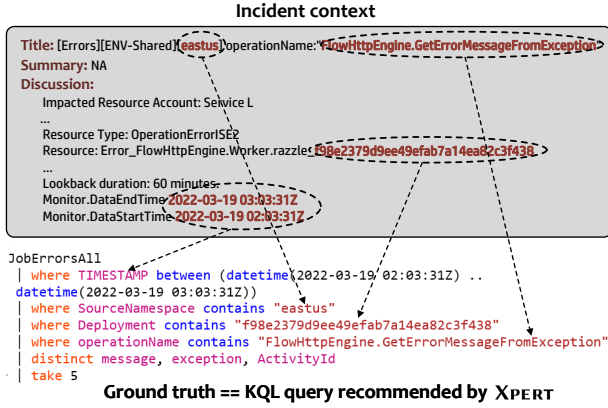 Incident context
Title: [Errors][ENV-Shared][eastus]operationName:"FlowHttpEngine.GetErrorMessageFromException"
Summary: NA
Discussion:
Impacted Resource Account: Service L
...
Resource Type: OperationErrorISE2
Resource: Error_FlowHttpEngine.Worker.razzle_f98e2379d9ee49efab7a14ea82c3f438
...
Lookback duration: 60 minutes.
Monitor.DataEndTime 2022-03-19 03:03:31Z
Monitor.DataStartTime 2022-03-19 02:03:31Z
JobErrorsAll
| where TIMESTAMP between (datetime(2022-03-19 02:03:31Z) ..
datetime(2022-03-19 03:03:31Z))
| where SourceNamespace contains "eastus"
| where Deployment contains "f98e2379d9ee49efab7a14ea82c3f438"
| where operationName contains "FlowHttpEngine.GetErrorMessageFromException"
| distinct message, exception, ActivityId
| take 5
Ground truth == KQL query recommended by XPERT